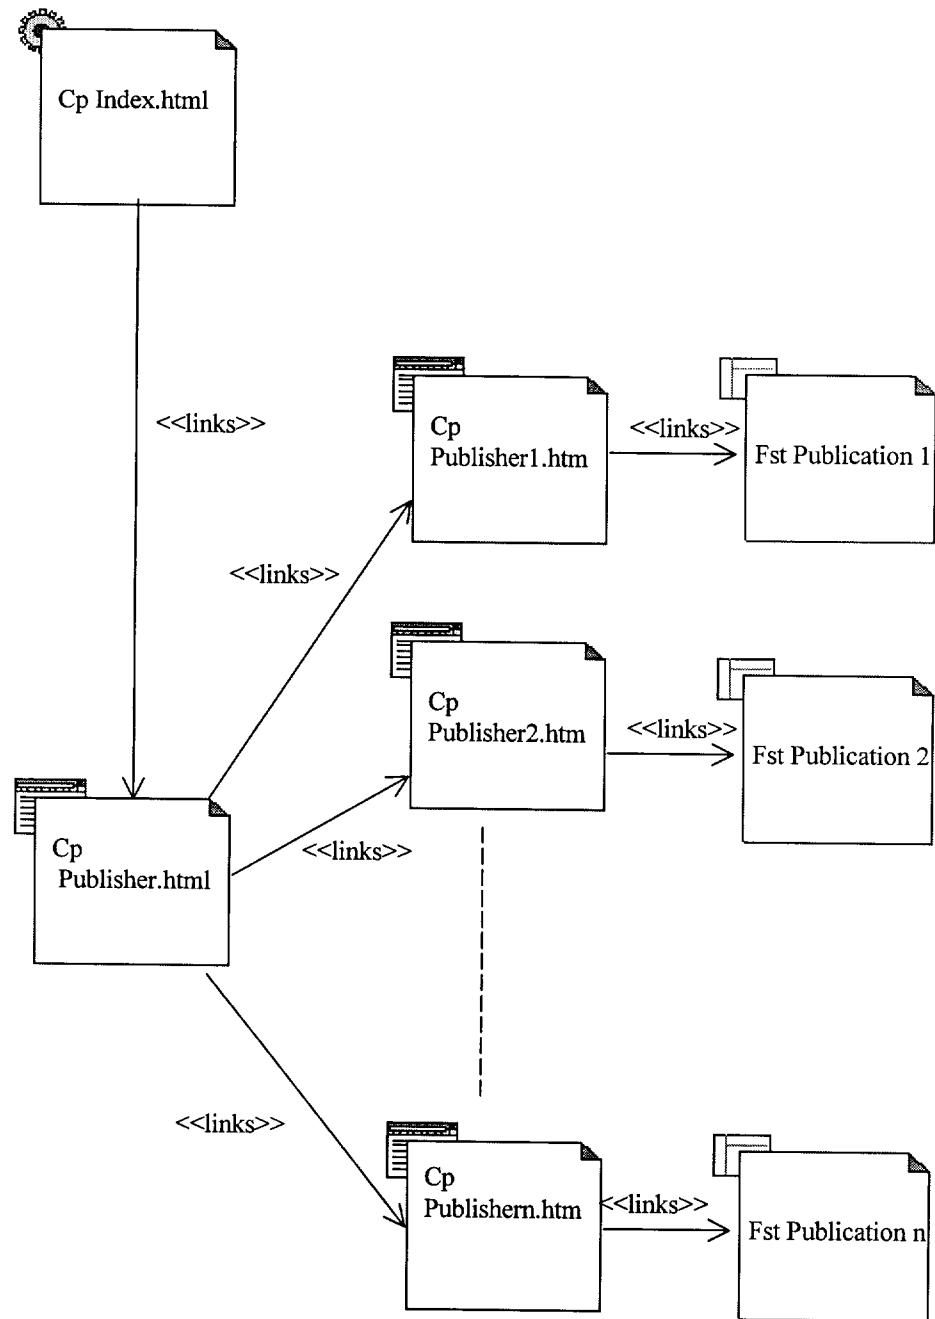 Cp Index.html
<<links>>
Cp
Publisher1.htm
<<links>>
Fst Publication 1
<<links>>
Cp
Publisher2.htm
<<links>>
Fst Publication 2
Cp
Publisher.html
<<links>>
<<links>>
Cp
Publishern.htm
<<links>>
Fst Publication n